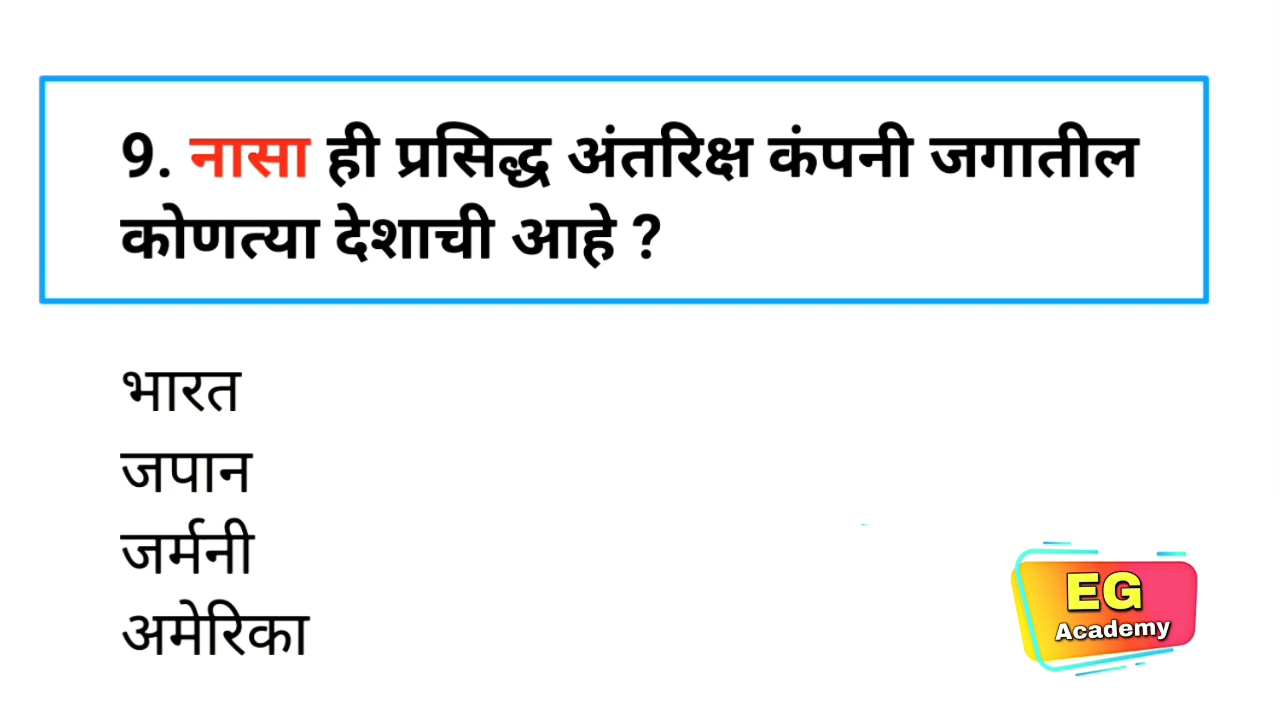 9. नासा ही प्रसिद्ध अंतरिक्ष कंपनी जगातील
कोणत्या देशाची आहे ?
भारत
जपान
जर्मनी
अमेरिका
EG
Academy